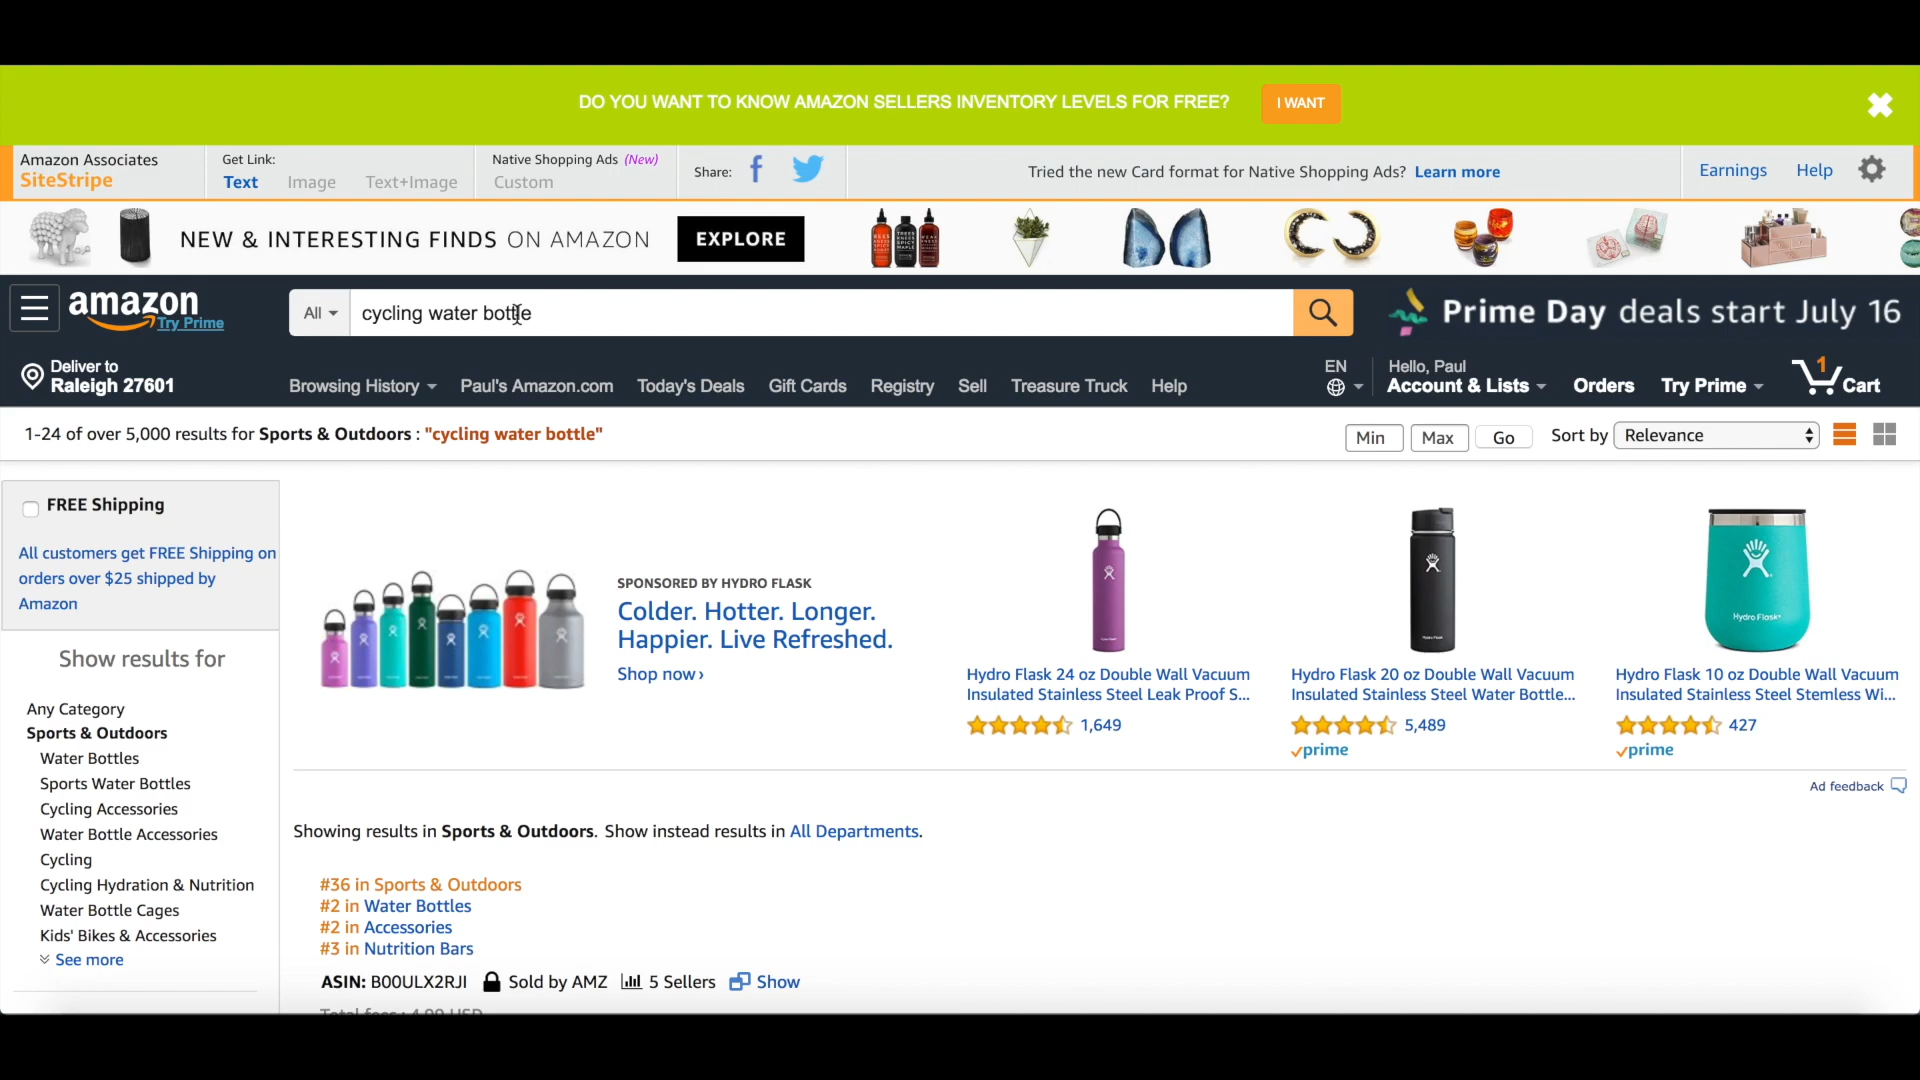 DO YOU WANT TO KNOW AMAZON SELLERS INVENTORY LEVELS FOR FREE? I WANT
Amazon Associates
SiteStripe
Get Link:
Text Image Text+Image
Native Shopping Ads (New)
Custom
Share:
Tried the new Card format for Native Shopping Ads? Learn more
Earnings Help
NEW & INTERESTING FINDS ON AMAZON EXPLORE
amazon
Try Prime
All cycling water bottle
Prime Day deals start July 16
Deliver to
Raleigh 27601
Browsing History Paul's Amazon.com Today's Deals Gift Cards Registry Sell Treasure Truck Help
EN
Hello, Paul
Account & Lists Orders Try Prime 1 Cart
1-24 of over 5,000 results for Sports & Outdoors : "cycling water bottle"
Min Max Go Sort by Relevance
FREE Shipping
All customers get FREE Shipping on
orders over $25 shipped by
Amazon
Show results for
Any Category
Sports & Outdoors
Water Bottles
Sports Water Bottles
Cycling Accessories
Water Bottle Accessories
Cycling
Cycling Hydration & Nutrition
Water Bottle Cages
Kids' Bikes & Accessories
See more
SPONSORED BY HYDRO FLASK
Colder. Hotter. Longer.
Happier. Live Refreshed.
Shop now ›
Hydro Flask 24 oz Double Wall Vacuum
Insulated Stainless Steel Leak Proof S...
1,649
Hydro Flask 20 oz Double Wall Vacuum
Insulated Stainless Steel Water Bottle...
5,489
prime
Hydro Flask
Hydro Flask 10 oz Double Wall Vacuum
Insulated Stainless Steel Stemless Wi...
427
prime
Ad feedback
Showing results in Sports & Outdoors. Show instead results in All Departments.
#36 in Sports & Outdoors
#2 in Water Bottles
#2 in Accessories
#3 in Nutrition Bars
ASIN: B00ULX2RJI Sold by AMZ 5 Sellers Show
Total fees : 4.99 USD